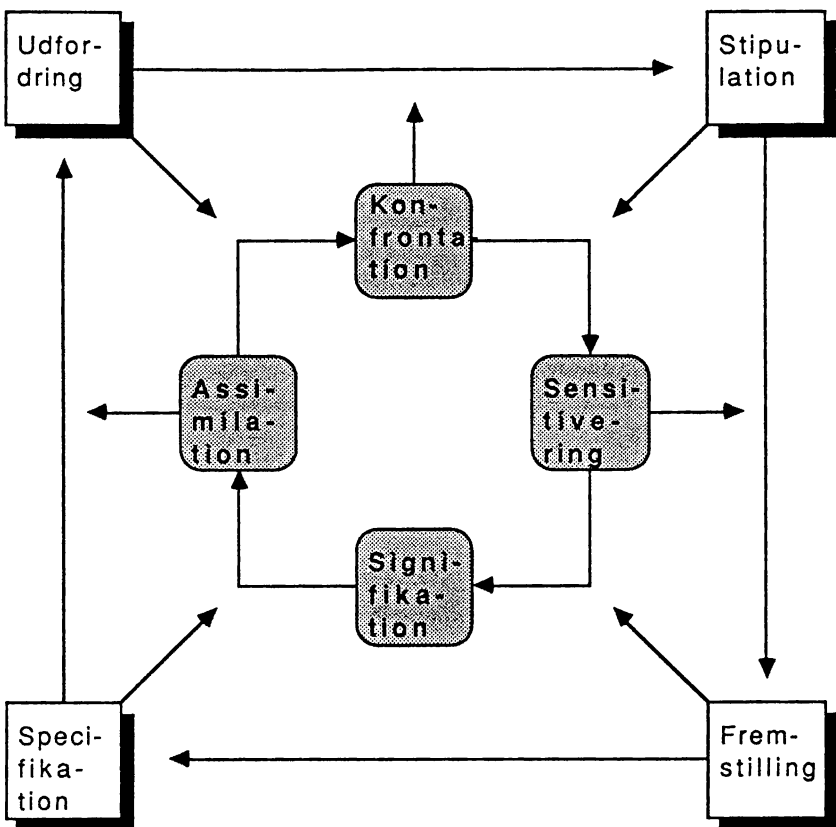 Udfor-
dring
Stipu-
lation
Kon-
fronta-
tion
Assi-
mila-
tion
Sensi-
tive-
ring
Signi-
fika-
tion
Speci-
fika-
tion
Frem-
stilling